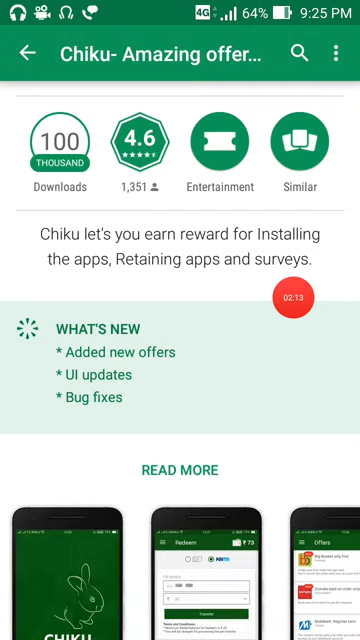 4G 64% 9:25 PM
Chiku- Amazing offer...
100
THOUSAND
Downloads
4.6
1,351
Entertainment
Similar
Chiku let's you earn reward for Installing
the apps, Retaining apps and surveys.
02:13
WHAT'S NEW
* Added new offers
* UI updates
* Bug fixes
READ MORE
CHIKU
Redeem
₹ 73
Transfer
Offers